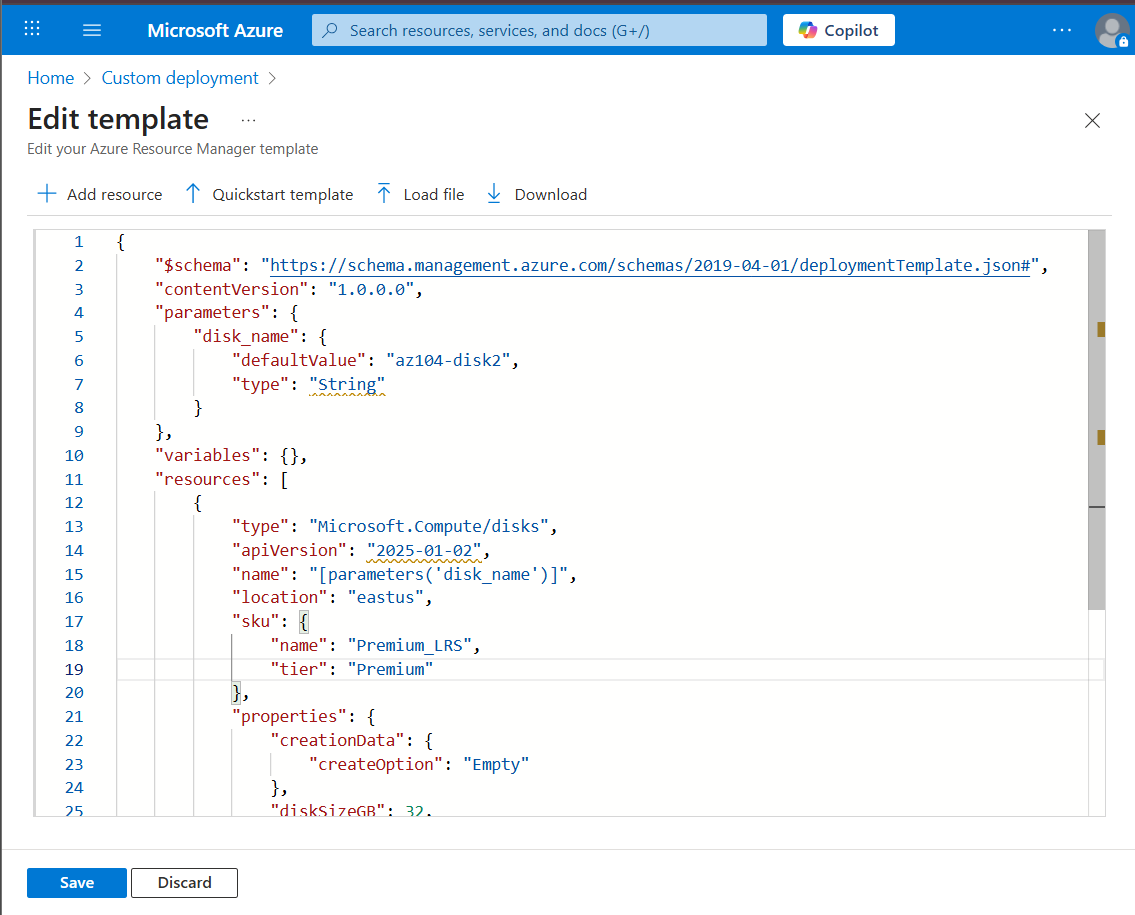 Microsoft Azure
Search resources, services, and docs (G+/)
Copilot
...
Home > Custom deployment >
Edit template ...
Edit your Azure Resource Manager template
Add resource
Quickstart template
Load file
Download
1 {
2 "$schema": "https://schema.management.azure.com/schemas/2019-04-01/deploymentTemplate.json#",
3 "contentVersion": "1.0.0.0",
4 "parameters": {
5 "disk_name": {
6 "defaultValue": "az104-disk2",
7 "type": "String"
8 }
9 },
10 "variables": {},
11 "resources": [
12 {
13 "type": "Microsoft.Compute/disks",
14 "apiVersion": "2025-01-02",
15 "name": "[parameters('disk_name')]",
16 "location": "eastus",
17 "sku": {
18 "name": "Premium_LRS",
19 "tier": "Premium"
20 },
21 "properties": {
22 "creationData": {
23 "createOption": "Empty"
24 },
25 "diskSizeGB": 32,
Save
Discard